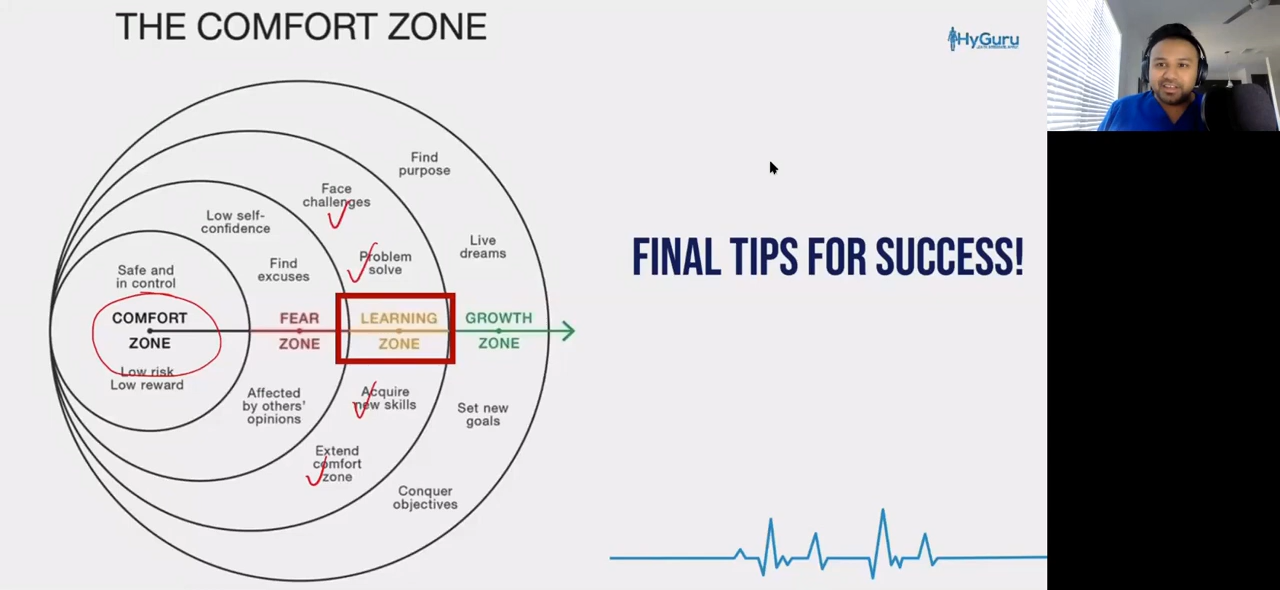 THE COMFORT ZONE
HyGuru
Find
purpose
Face
challenges
Low self-
confidence
Problem
solve
Live
dreams
Safe and
in control
Find
excuses
COMFORT
ZONE
FEAR
ZONE
LEARNING
ZONE
GROWTH
ZONE
Low risk
Low reward
Affected
by others'
opinions
Acquire
new skills
Set new
goals
Extend
comfort
zone
Conquer
objectives
FINAL TIPS FOR SUCCESS!